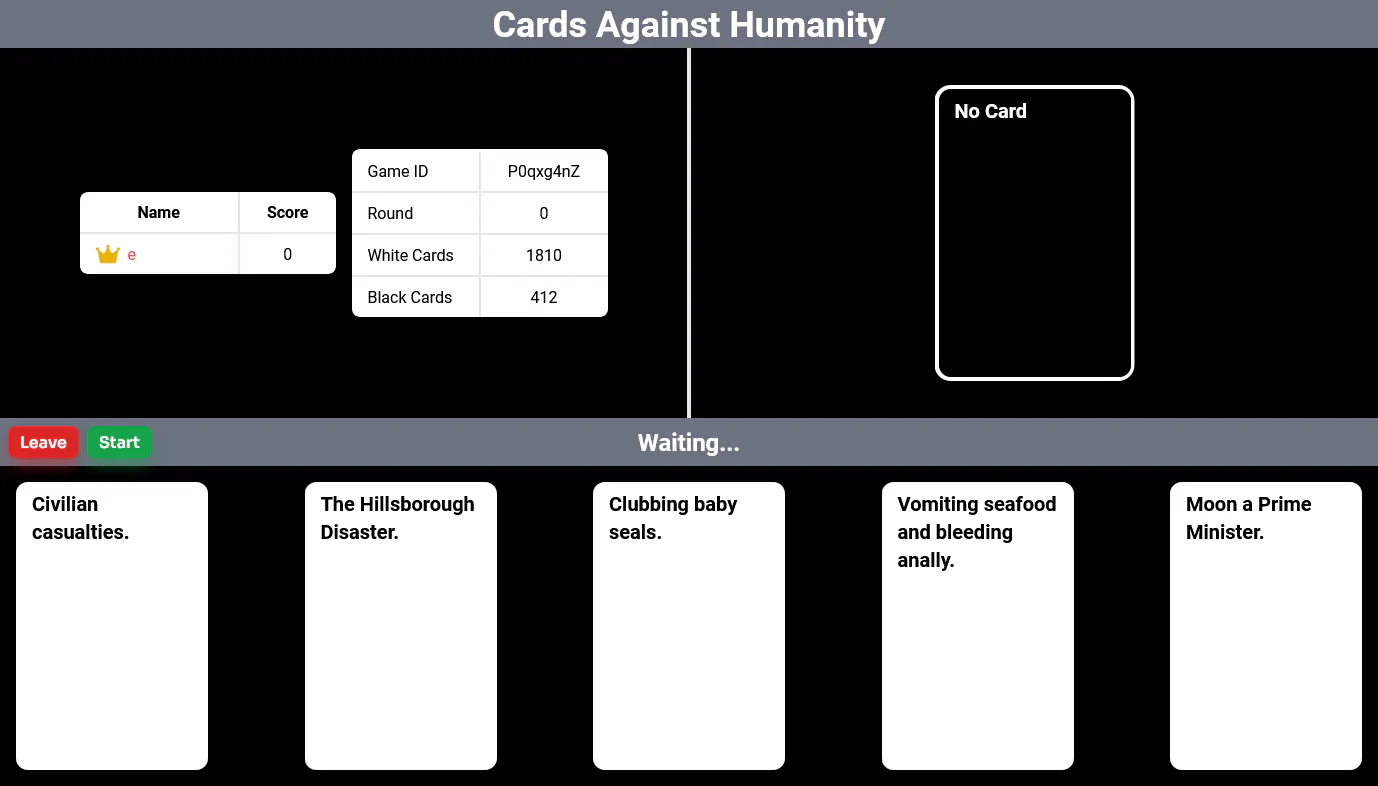 Cards Against Humanity
Name Score
e 0
Game ID P0qxg4nZ
Round 0
White Cards 1810
Black Cards 412
No Card
Leave Start Waiting...
Civilian
casualties.
The Hillsborough
Disaster.
Clubbing baby
seals.
Vomiting seafood
and bleeding
anally.
Moon a Prime
Minister.